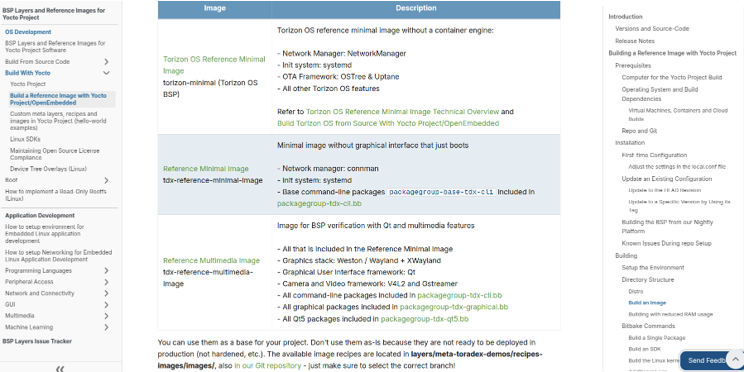 BSP Layers and Reference Images for
Yocto Project
OS Development
BSP Layers and Reference Images for
Yocto Project Software
Build From Source Code
Build With Yocto
Yocto Project
Build a Reference Image with Yocto
Project/OpenEmbedded
Custom meta layers, recipes
and images in Yocto Project (hello-world
examples)
Linux SDKs
Maintaining Open Source License
Compliance
Device Tree Overlays (Linux)
Boot
How to Implement a Read-Only Rootfs
(Linux)
Application Development
How to setup environment for
Embedded Linux application
development
How to setup Networking for Embedded
Linux Application Development
Programming Languages
Peripheral Access
Network and Connectivity
GUI
Multimedia
Machine Learning
BSP Layers Issue Tracker
Image
Description
Torizon OS Reference Minimal
Image
torizon-minimal (Torizon OS
BSP)
Torizon OS reference minimal image without a container engine:
- Network Manager: NetworkManager
- Init system: systemd
- OTA Framework: OSTree & Uptane
- All other Torizon OS features
Refer to Torizon OS Reference Minimal Image Technical Overview and
Build Torizon OS from Source With Yocto Project/OpenEmbedded
Reference Minimal Image
tdx-reference-minimal-image
Minimal image without graphical interface that just boots
- Network manager: connman
- Init system: systemd
- Base command-line packages packagegroup-base-tdx-cli included in
packagegroup-tdx-cli.bb
Reference Multimedia Image
tdx-reference-multimedia-
image
Image for BSP verification with Qt and multimedia features
- All that is included in the Reference Minimal Image
- Graphics stack: Weston / Wayland + XWayland
- Graphical User Interface framework: Qt
- Camera and Video framework: V4L2 and Gstreamer
- All command-line packages included in packagegroup-tdx-cli.bb
- All graphical packages included in packagegroup-tdx-graphical.bb
- All Qt5 packages included in packagegroup-tdx-qt5.bb
You can use them as a base for your project. Don't use them as-is because they are not ready to be deployed in
production (not hardened, etc.). The available image recipes are located in layers/meta-toradex-demos/recipes-
images/images/, also in our Git repository - just make sure to select the correct branch!
Introduction
Versions and Source-Code
Release Notes
Building a Reference Image with Yocto Project
Prerequisites
Computer for the Yocto Project Build
Operating System and Build
Dependencies
Virtual Machines, Containers and Cloud
Builds
Repo and Git
Installation
First-time Configuration
Adjust the settings in the local.conf file
Update an Existing Configuration
Update to the HEAD Revision
Update to a Specific Version by Using its
Tag
Building the BSP from our Nightly
Platform
Known Issues During repo Setup
Building
Setup the Environment
Directory Structure
Distro
Build an Image
Building with reduced RAM usage
Bitbake Commands
Build a Single Package
Build an SDK
Build the Linux kerne
Send Feedb